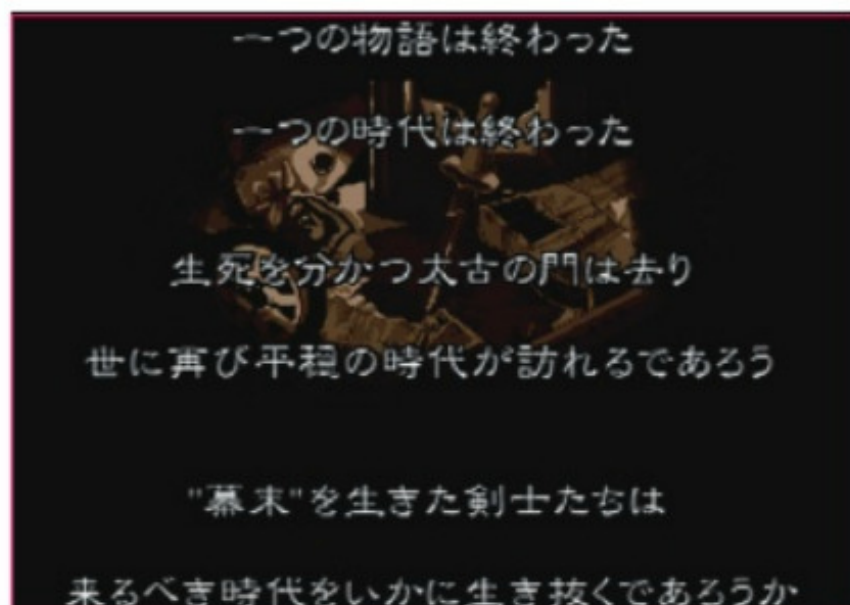 一つの物語は終わった
一つの時代は終わった
生死を分かつ太古の門は去り
世に再び平穏の時代が訪れるであろう
"幕末"を生きた剣士たちは
来るべき時代をいかに生き抜くであろうか